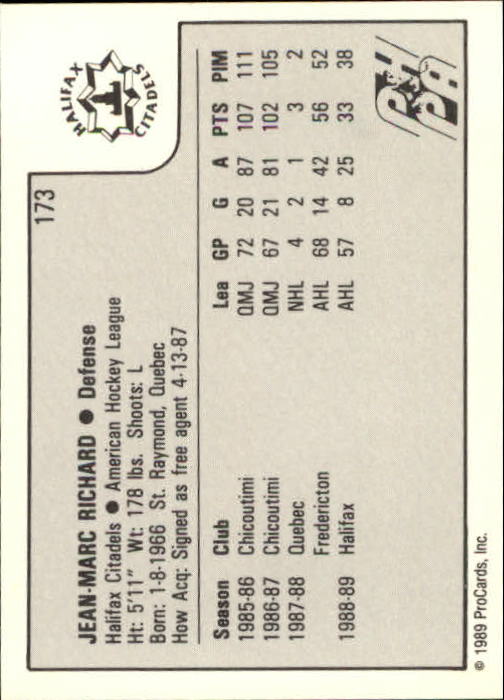 HALIFAX
CITADELS
173
JEAN-MARC RICHARD ● Defense
Halifax Citadels ● American Hockey League
Ht: 5'11" Wt: 178 lbs. Shoots: L
Born: 1-8-1966 St. Raymond, Quebec
How Acq: Signed as free agent 4-13-87
Season Club Lea GP G A PTS PIM
1985-86 Chicoutimi QMJ 72 20 87 107 111
1986-87 Chicoutimi QMJ 67 21 81 102 105
1987-88 Quebec NHL 4 2 1 3 2
Fredericton AHL 68 14 42 56 52
1988-89 Halifax AHL 57 8 25 33 38
© 1989 ProCards, Inc.